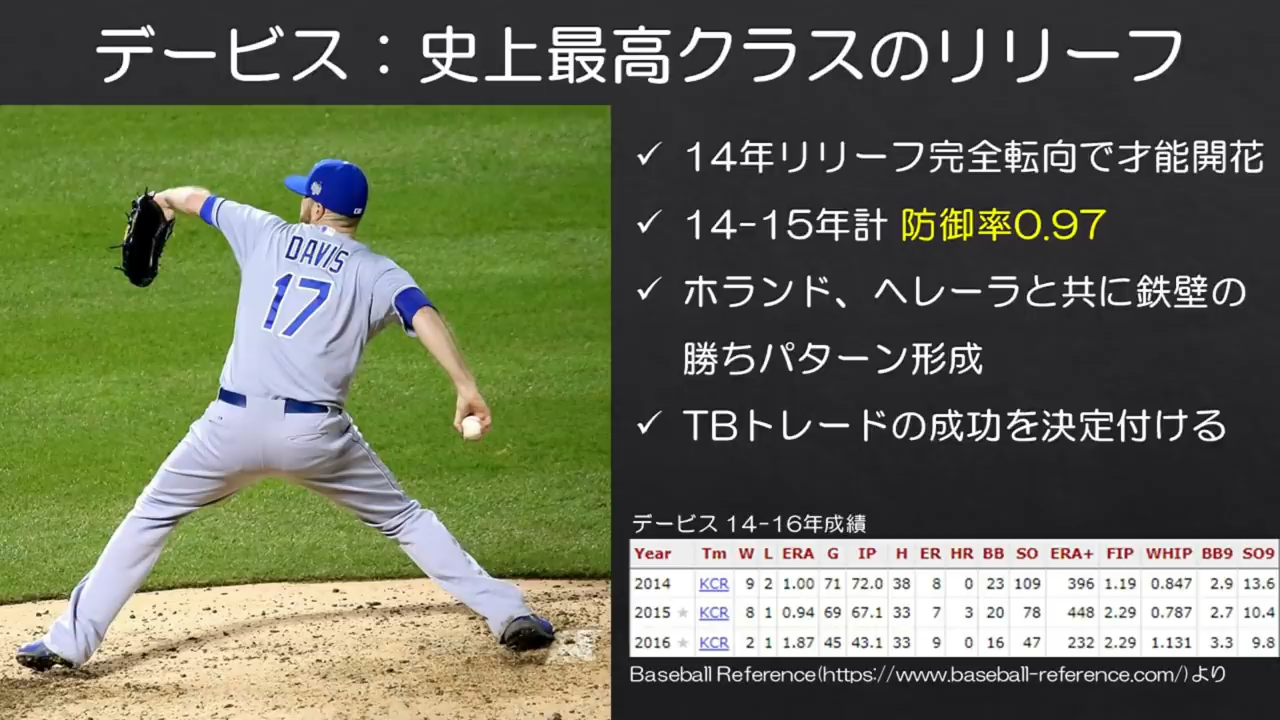 デービス：史上最高クラスのリリーフ
DAVIS
17
✓ 14年リリーフ完全転向で才能開花
✓ 14-15年計 防御率0.97
✓ ホランド、ヘレーラと共に鉄壁の
勝ちパターン形成
✓ TBトレードの成功を決定付ける
デービス 14-16年成績
Year Tm W L ERA G IP H ER HR BB SO ERA+ FIP WHIP BB9 SO9
2014 KCR 9 2 1.00 71 72.0 38 8 0 23 109 396 1.19 0.847 2.9 13.6
2015 ★ KCR 8 1 0.94 69 67.1 33 7 3 20 78 448 2.29 0.787 2.7 10.4
2016 ★ KCR 2 1 1.87 45 43.1 33 9 0 16 47 232 2.29 1.131 3.3 9.8
Baseball Reference(https://www.baseball-reference.com/)より